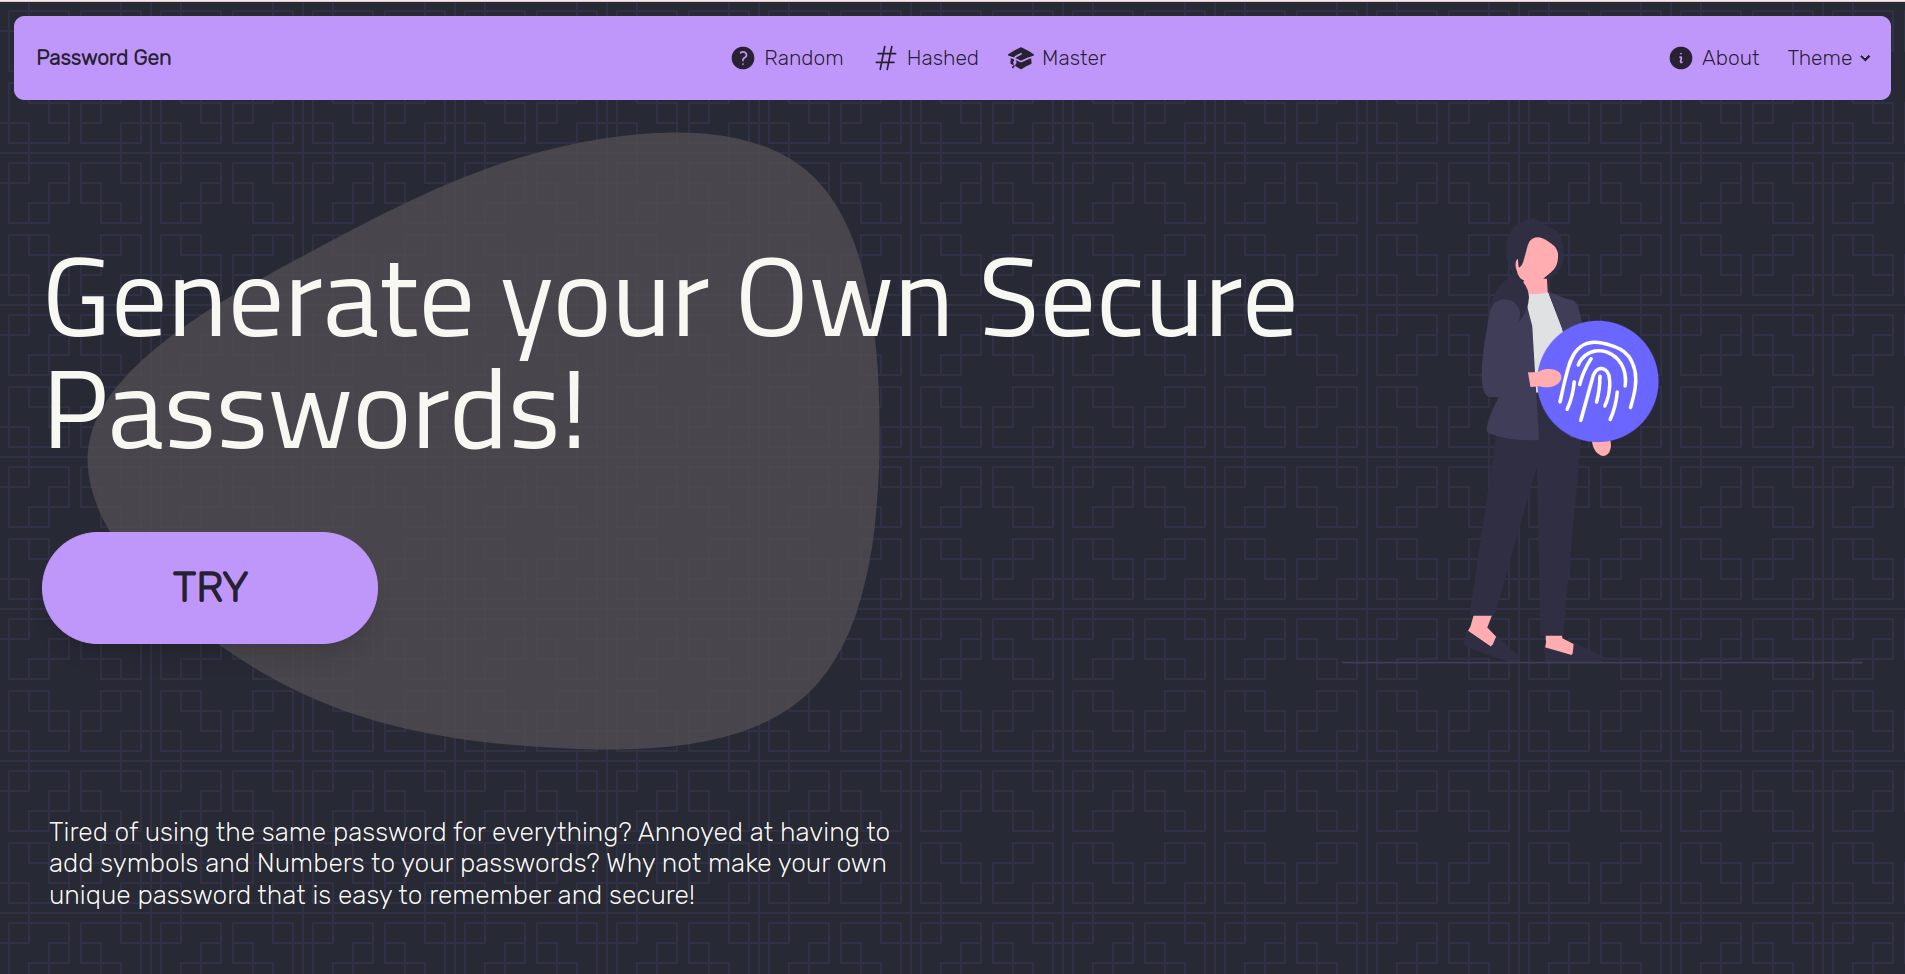 Password Gen
Random
Hashed
Master
About
Theme
Generate your Own Secure
Passwords!
TRY
Tired of using the same password for everything? Annoyed at having to
add symbols and Numbers to your passwords? Why not make your own
unique password that is easy to remember and secure!